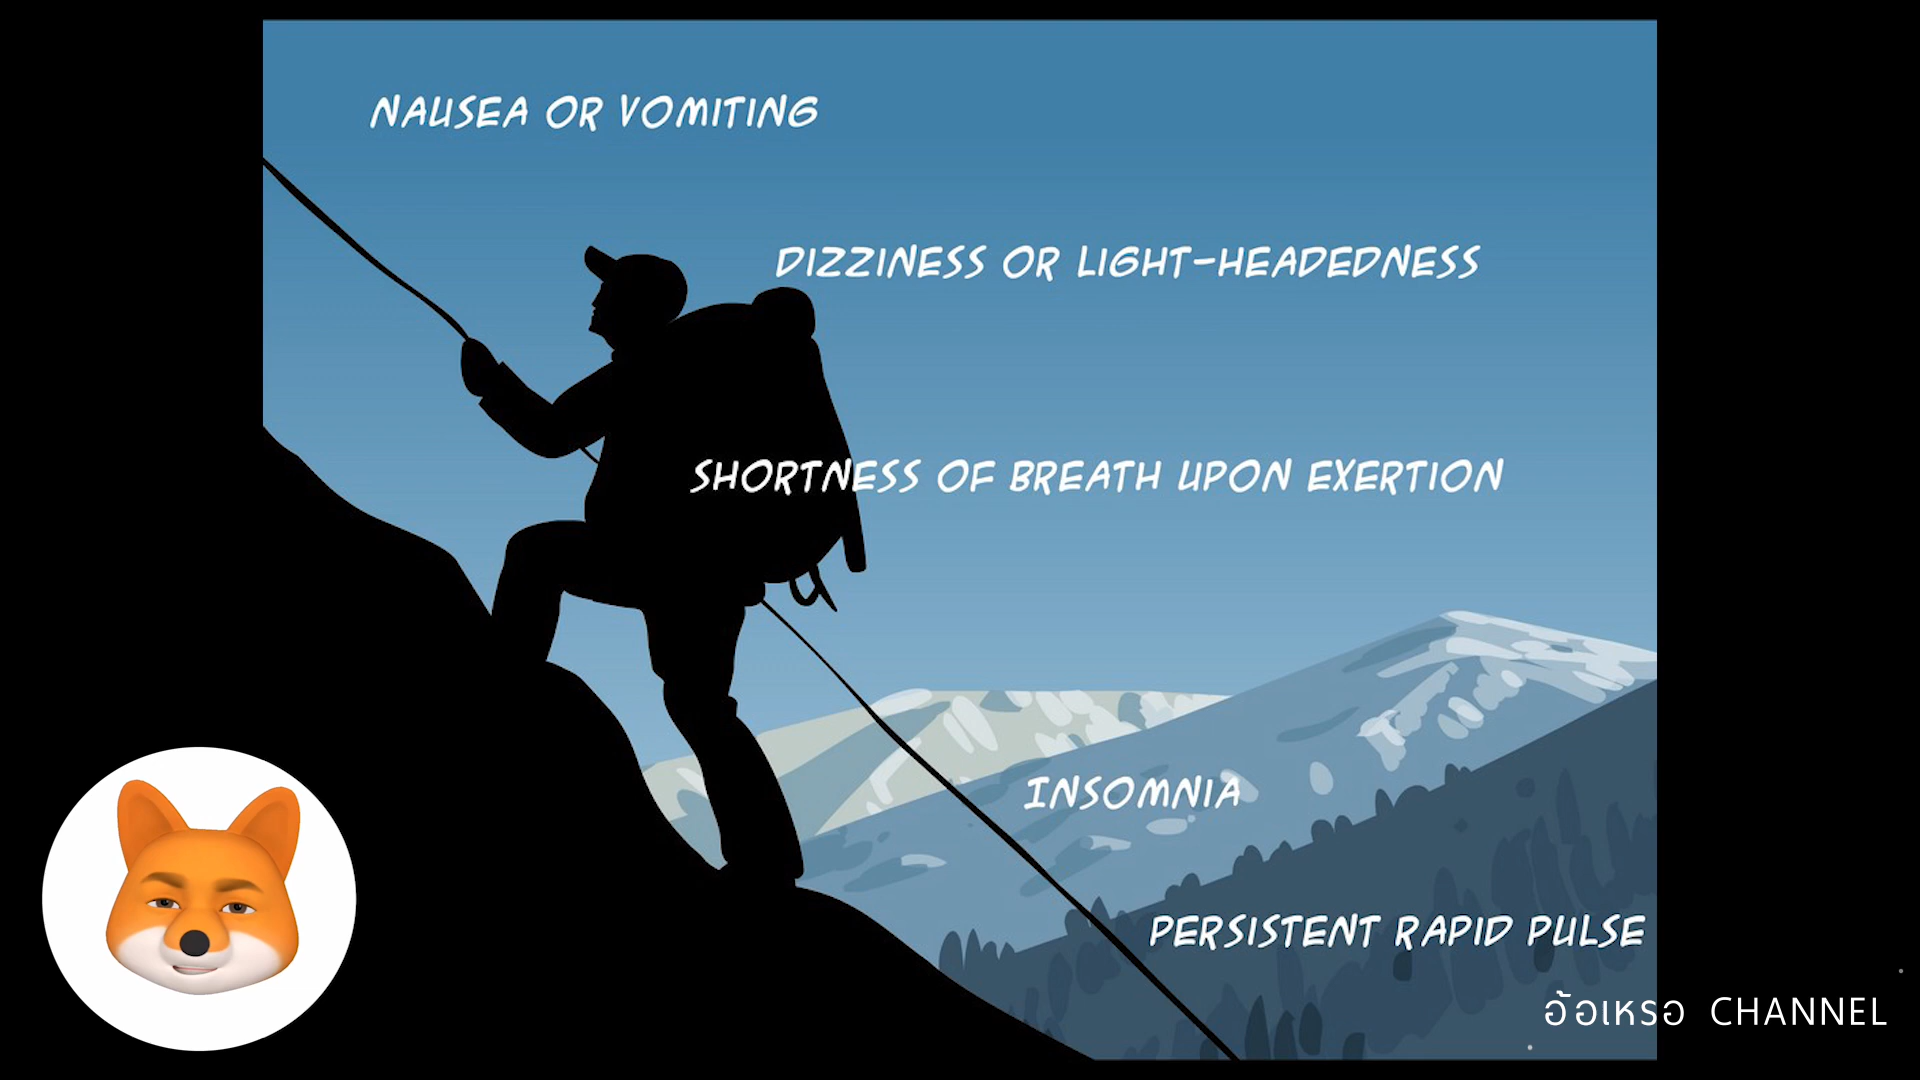 NAUSEA OR VOMITING
DIZZINESS OR LIGHT-HEADEDNESS
SHORTNESS OF BREATH UPON EXERTION
INSOMNIA
PERSISTENT RAPID PULSE
อ้อเหรอ CHANNEL